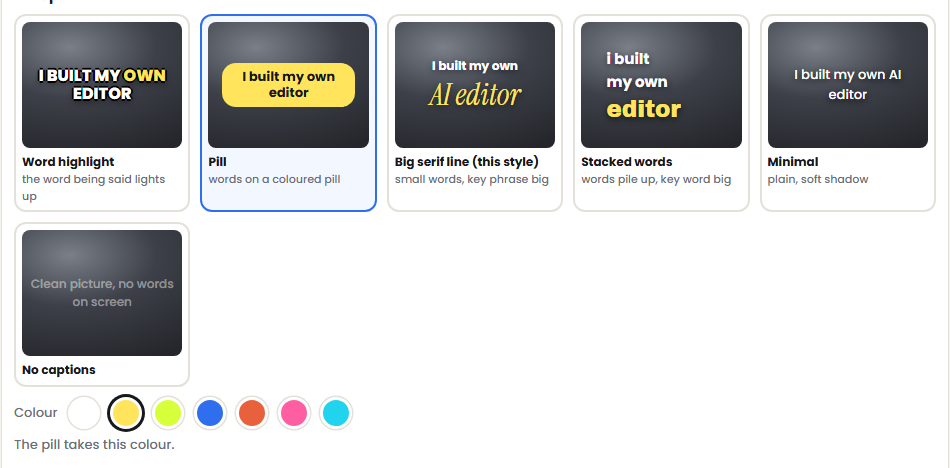 I BUILT MY OWN
EDITOR
Word highlight
the word being said lights
up
I built my own
editor
Pill
words on a coloured pill
I built my own
AI editor
Big serif line (this style)
small words, key phrase big
i built
my own
editor
Stacked words
words pile up, key word big
I built my own AI
editor
Minimal
plain, soft shadow
Clean picture, no words
on screen
No captions
Colour
The pill takes this colour.